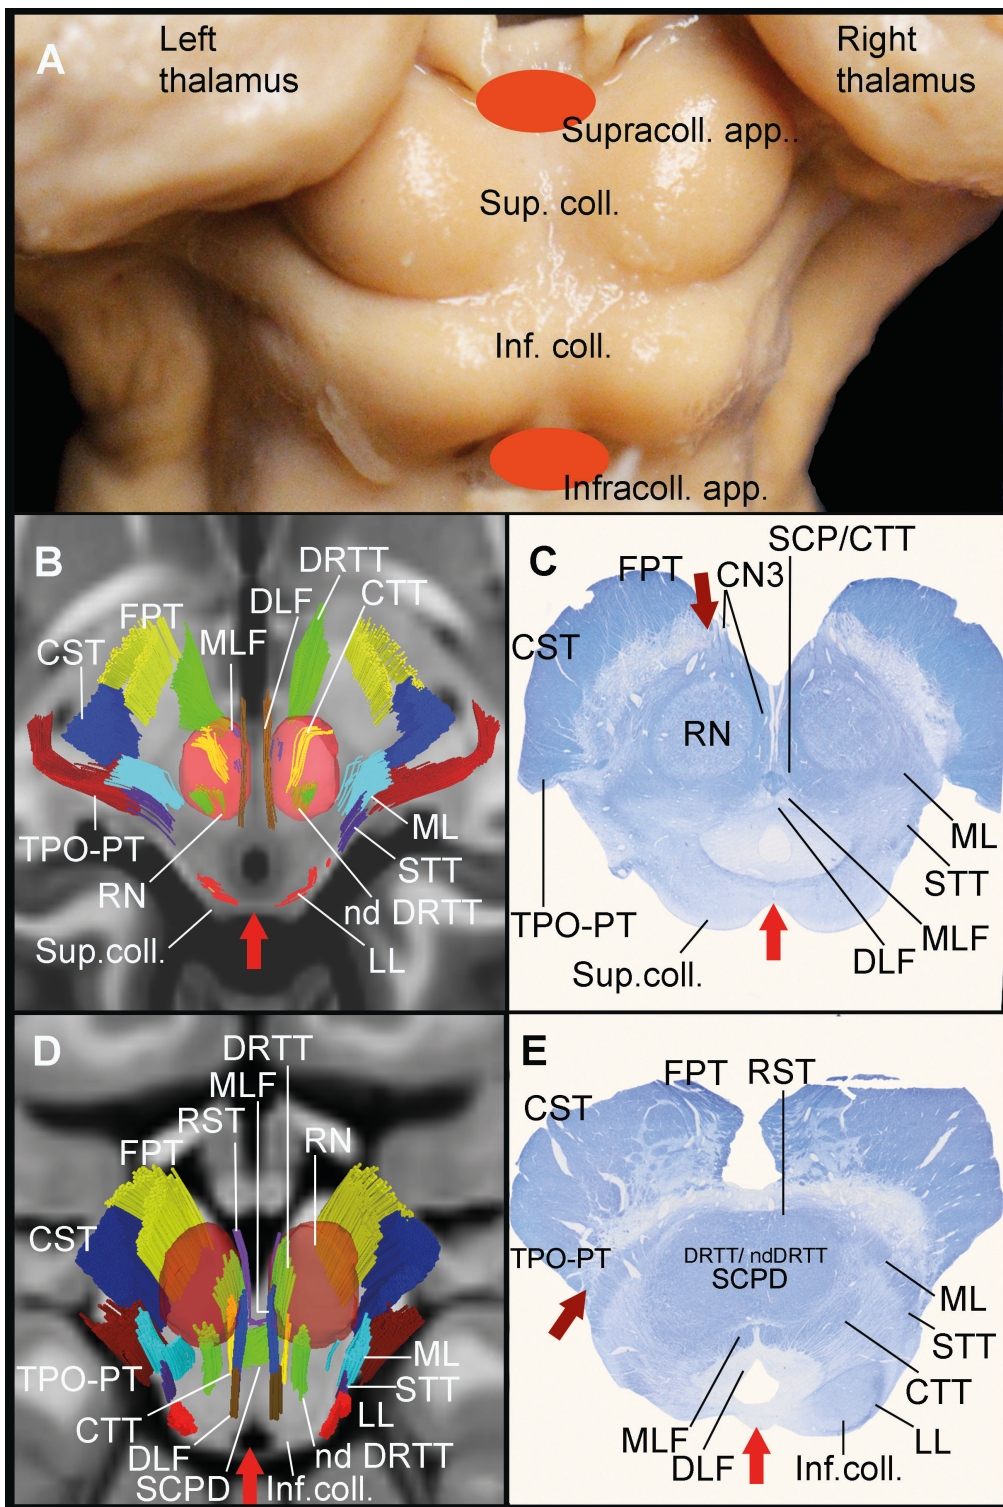 A
Left
thalamus
Right
thalamus
Supracoll. app..
Sup. coll.
Inf. coll.
Infracoll. app.
B
DRTT
DLF
CTT
FPT
MLF
CST
TPO-PT
ML
RN
STT
nd DRTT
Sup.coll.
LL
C
SCP/CTT
FPT
CN3
CST
RN
ML
STT
TPO-PT
MLF
DLF
Sup.coll.
D
DRTT
MLF
RST
RN
FPT
CST
TPO-PT
ML
STT
CTT
LL
DLF
nd DRTT
SCPD
Inf.coll.
E
FPT
RST
CST
TPO-PT
DRTT/ ndDRTT
SCPD
ML
STT
CTT
MLF
LL
DLF
Inf.coll.